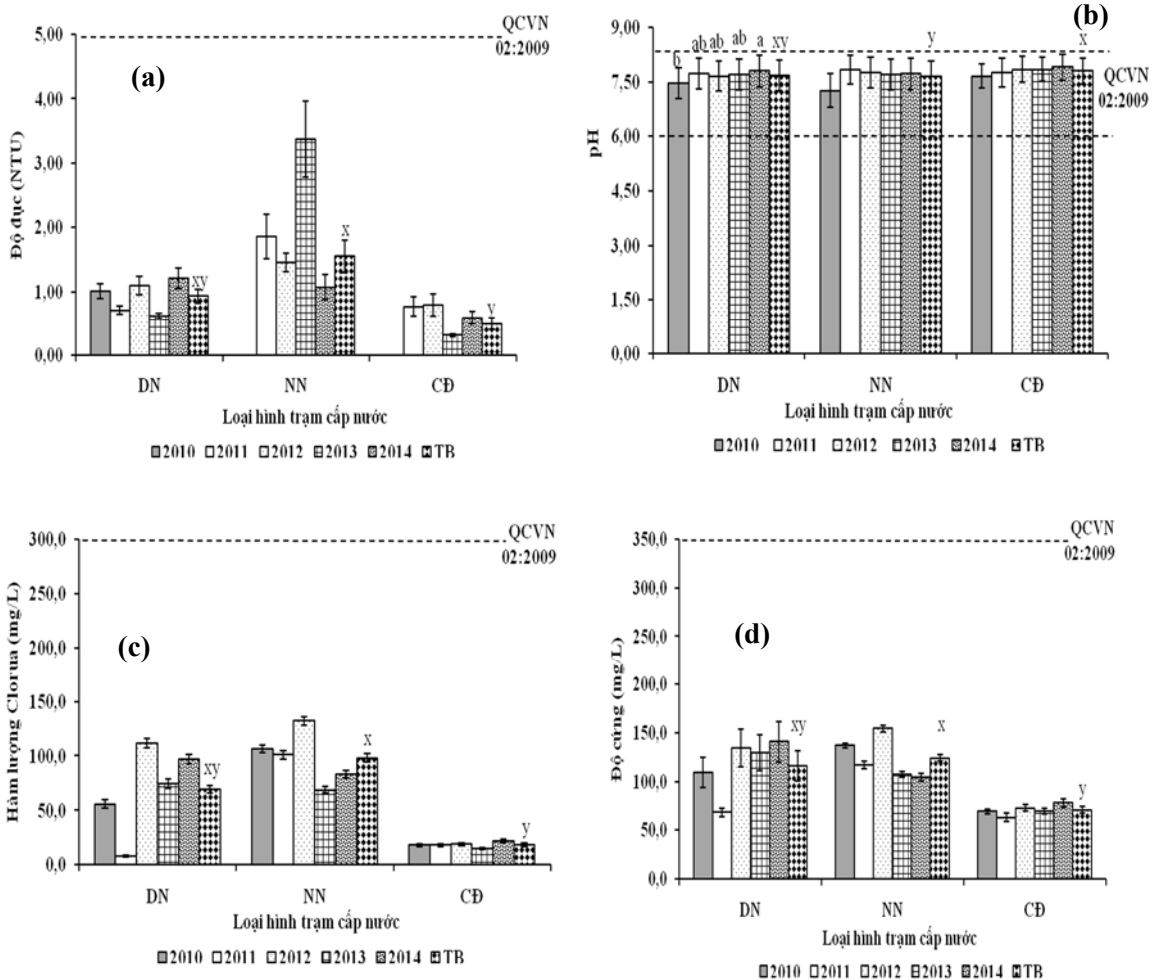 (a)
QCVN
02:2009
Độ đục (NTU)
5,00
4,00
3,00
2,00
1,00
0,00
xy
x
y
DN NN CĐ
Loại hình trạm cấp nước
2010 2011 2012 2013 2014 TB
(b)
QCVN
02:2009
pH
9,00
7,50
6,00
4,50
3,00
1,50
0,00
b ab ab ab a xy
y
x
DN NN CĐ
Loại hình trạm cấp nước
2010 2011 2012 2013 2014 TB
(c)
QCVN
02:2009
Hàm lượng Clorua (mg/L)
300,0
250,0
200,0
150,0
100,0
50,0
0,0
xy
x
y
DN NN CĐ
Loại hình trạm cấp nước
2010 2011 2012 2013 2014 TB
(d)
QCVN
02:2009
Độ cứng (mg/L)
350,0
300,0
250,0
200,0
150,0
100,0
50,0
0,0
xy
x
y
DN NN CĐ
Loại hình trạm cấp nước
2010 2011 2012 2013 2014 TB